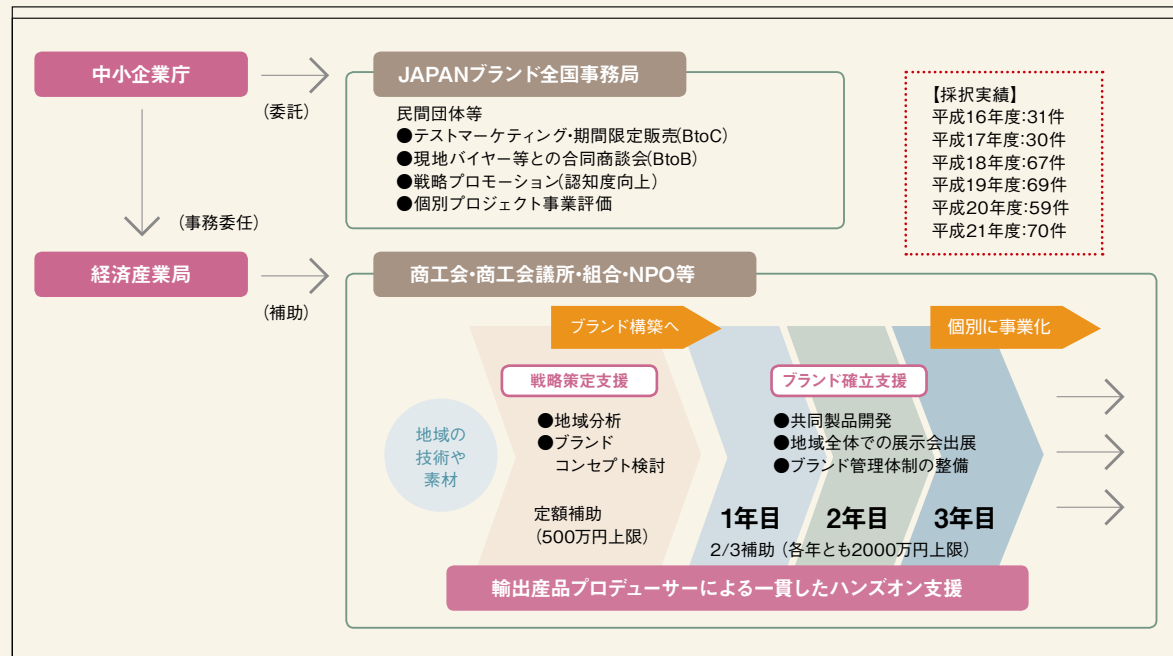 中小企業庁
(委託)
JAPANブランド全国事務局
民間団体等
●テストマーケティング・期間限定販売(BtoC)
●現地バイヤー等との合同商談会(BtoB)
●戦略プロモーション(認知度向上)
●個別プロジェクト事業評価
【採択実績】
平成16年度:31件
平成17年度:30件
平成18年度:67件
平成19年度:69件
平成20年度:59件
平成21年度:70件
(事務委任)
経済産業局
(補助)
商工会・商工会議所・組合・NPO等
ブランド構築へ
個別に事業化
戦略策定支援
ブランド確立支援
地域の
技術や
素材
●地域分析
●ブランド
コンセプト検討
●共同製品開発
●地域全体での展示会出展
●ブランド管理体制の整備
定額補助
(500万円上限)
1年目
2年目
3年目
2/3補助 (各年とも2000万円上限)
輸出産品プロデューサーによる一貫したハンズオン支援